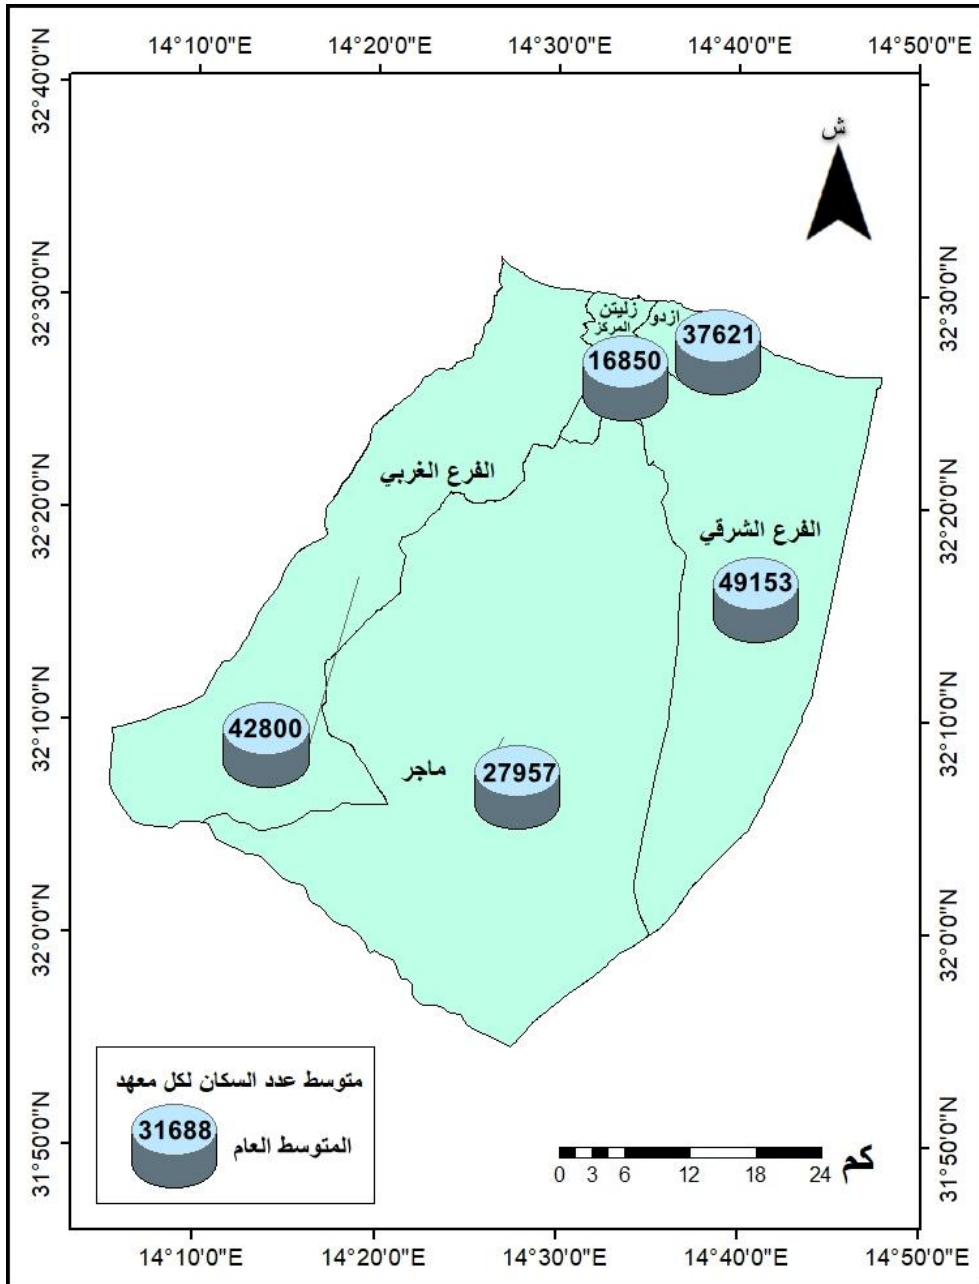 14°10'0"E 14°20'0"E 14°30'0"E 14°40'0"E 14°50'0"E
32°40'0"N
ش
32°30'0"N
32°30'0"N
زليتن
المركز
ازدو
37621
16850
الفرع الغربي
32°20'0"N
32°20'0"N
الفرع الشرقي
49153
32°10'0"N
32°10'0"N
42800
ماجر
27957
32°0'0"N
32°0'0"N
متوسط عدد السكان لكل معهد
31688
المتوسط العام
31°50'0"N
31°50'0"N
كم
0 3 6 12 18 24
14°10'0"E 14°20'0"E 14°30'0"E 14°40'0"E 14°50'0"E